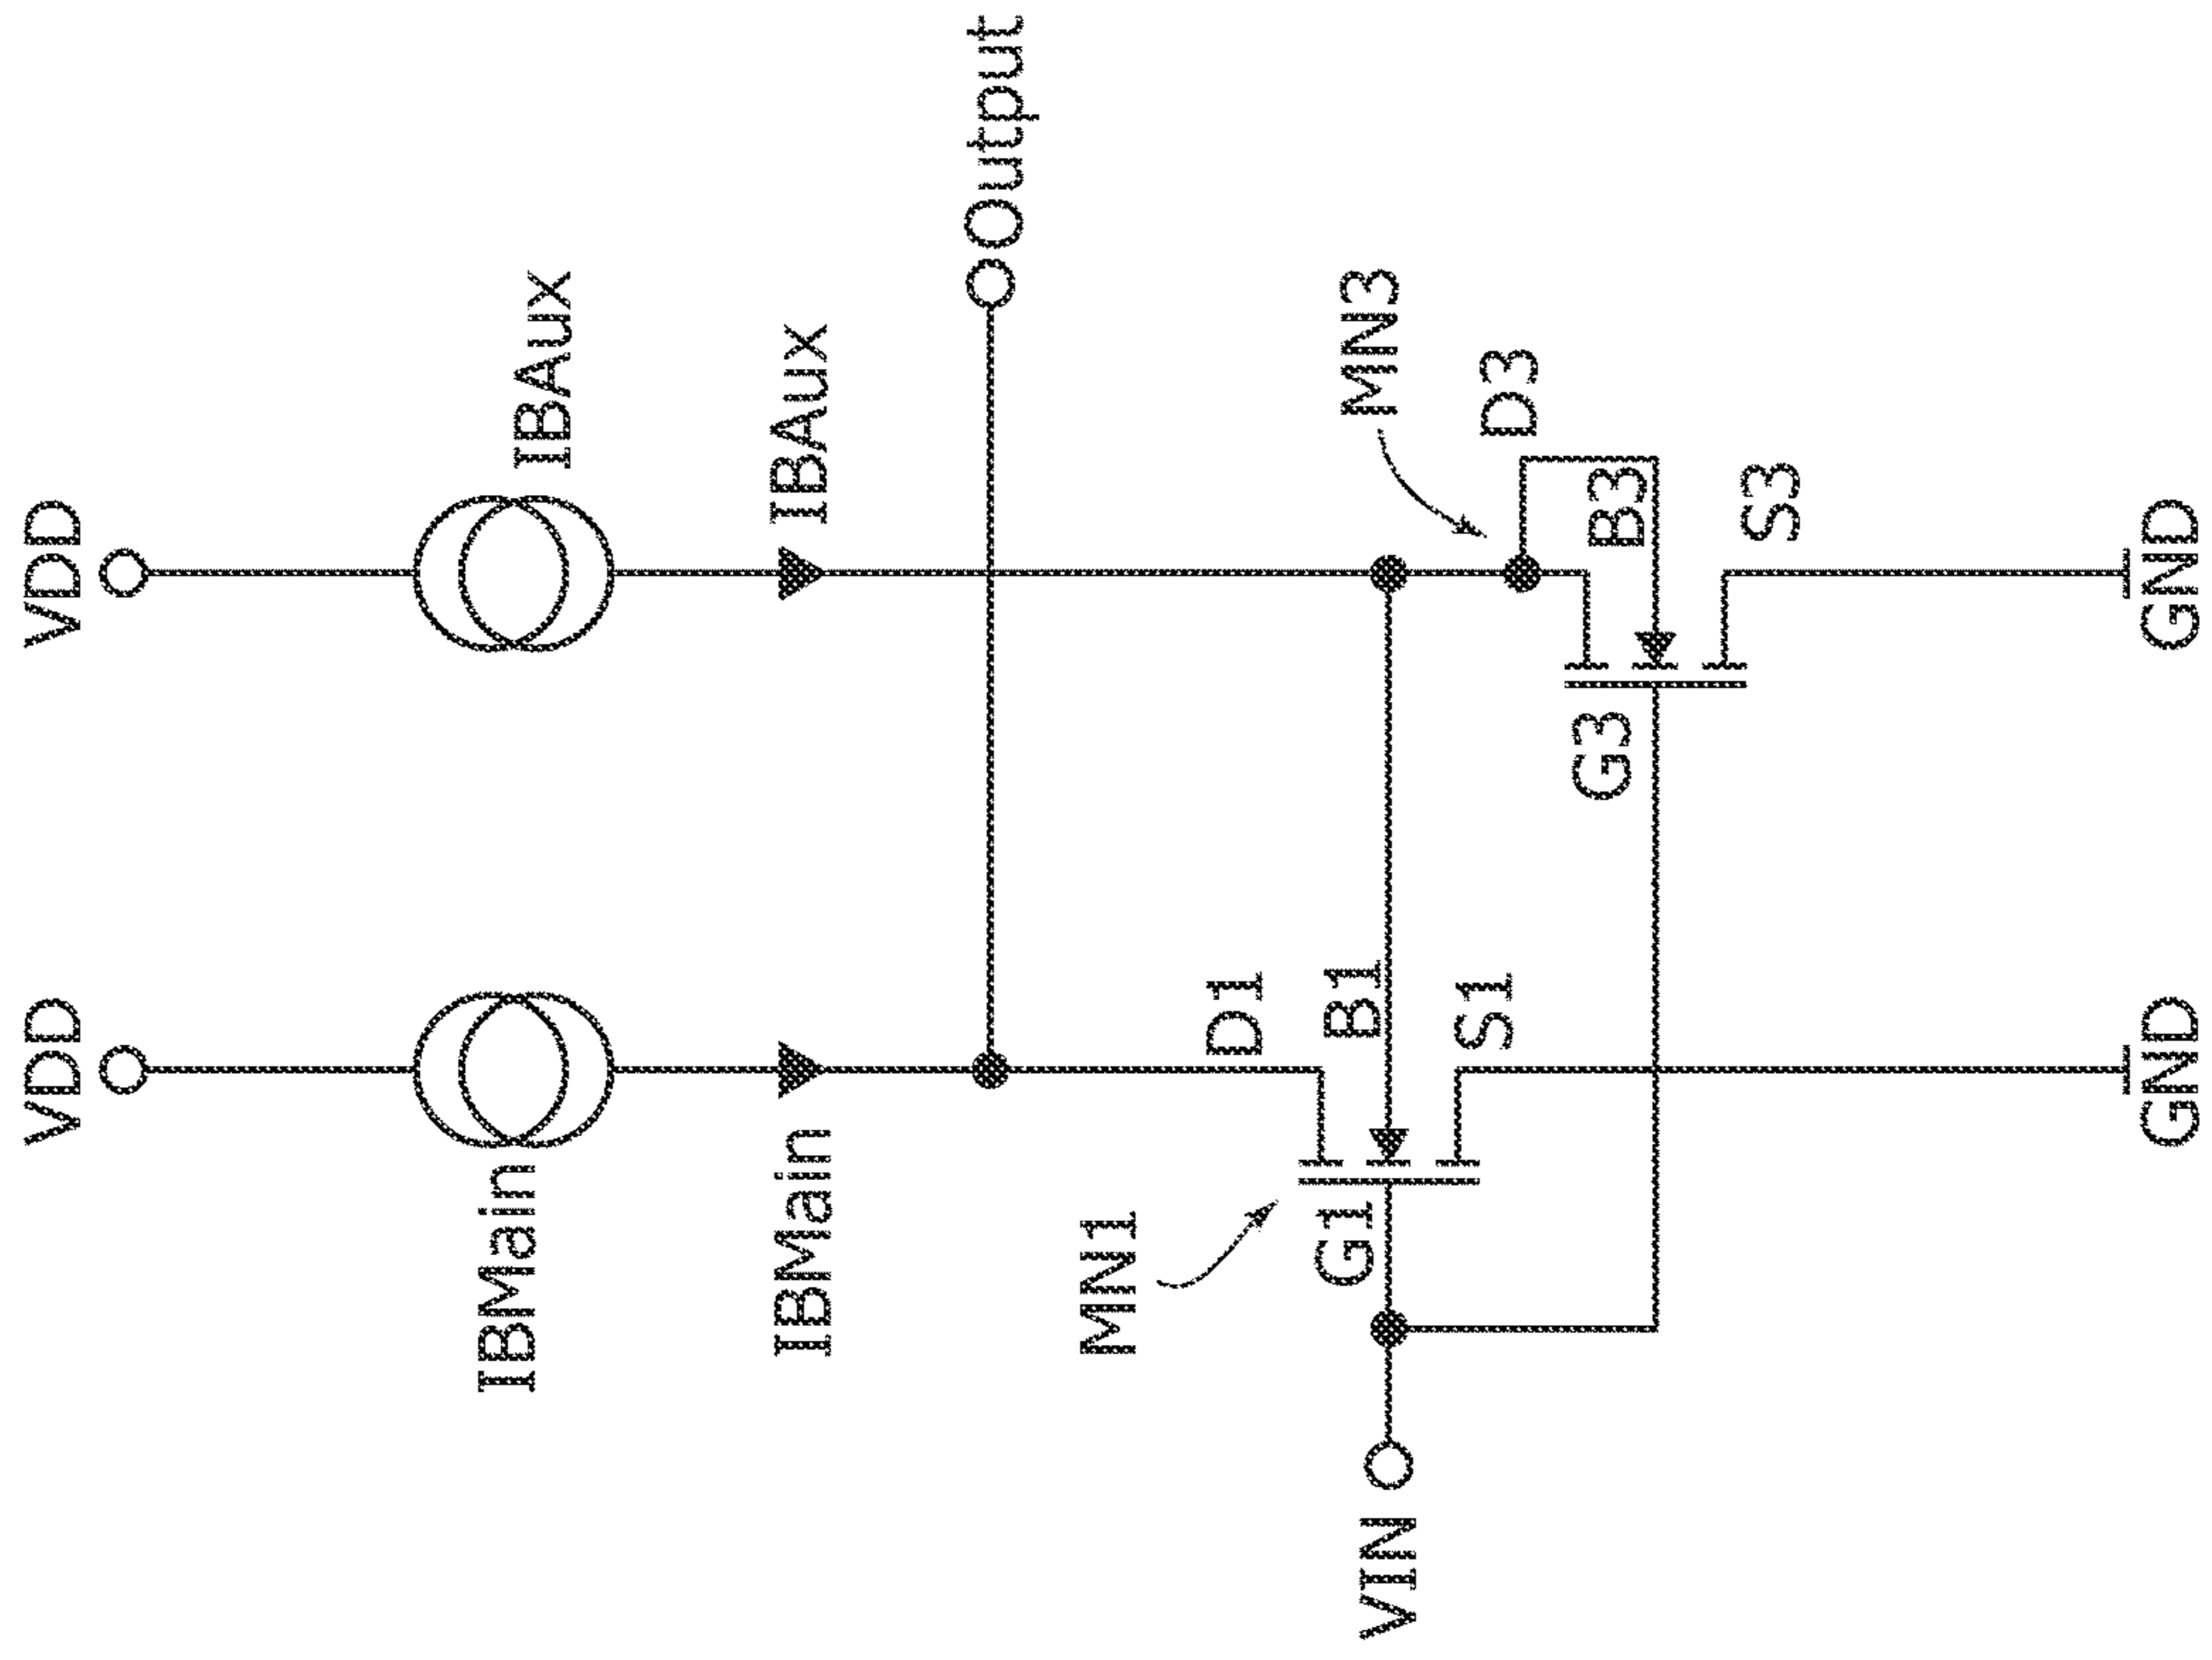 VDD
VDD
IBMain
IBAux
IBMain
IBAux
Output
MN1
D1
MN3
VIN
G1
B1
S1
D3
G3
B3
S3
GND
GND